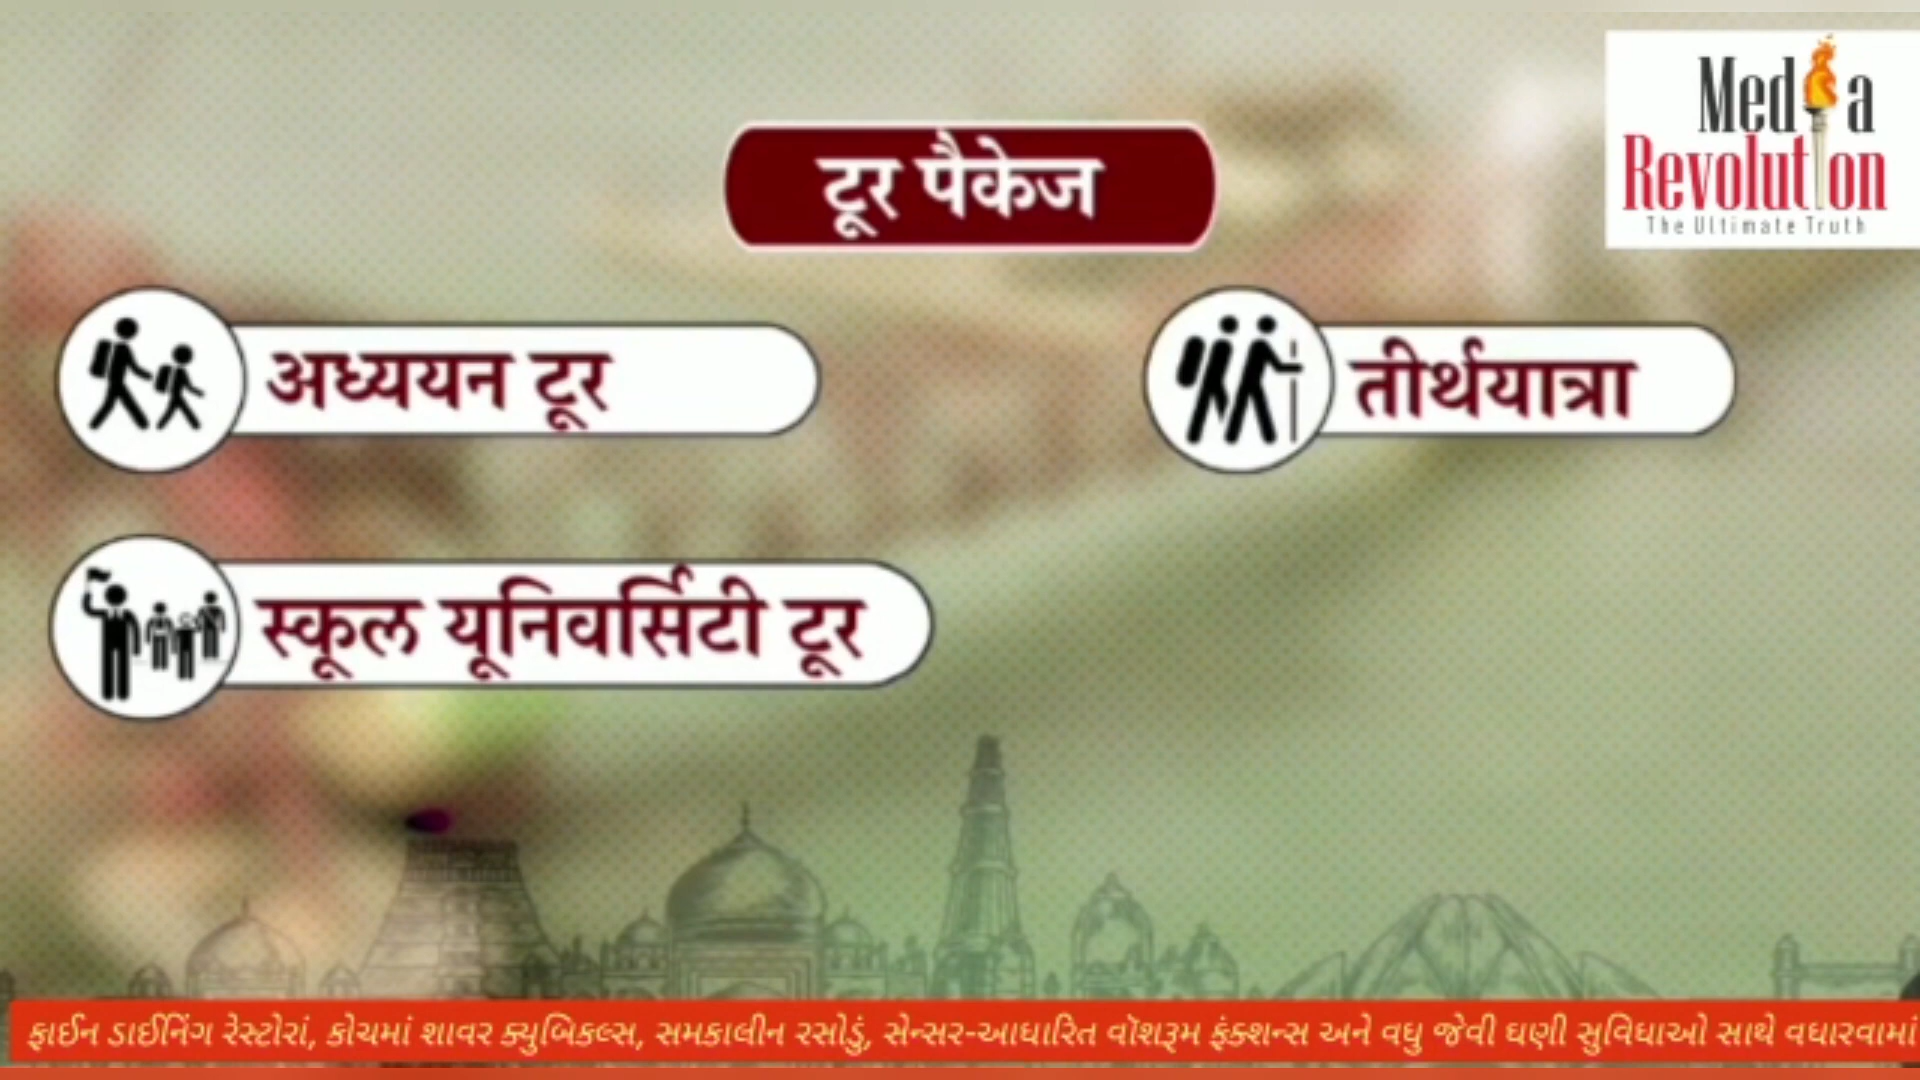 Media
Revolution
The Ultimate Truth
टूर पैकेज
अध्ययन टूर
तीर्थयात्रा
स्कूल यूनिवर्सिटी टूर
ફાઈન ડાઈનિંગ રેસ્ટોરાં, કોચમાં શાવર ક્યુબિકલ્સ, સમકાલીન રસોડું, સેન્સર-આધારિત વૉશરૂમ ફંક્શન્સ અને વધુ જેવી ઘણી સુવિધાઓ સાથે વધારવામાં